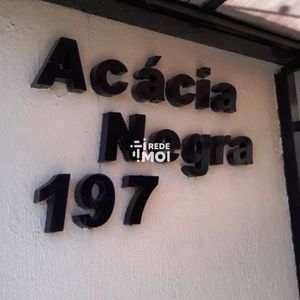 Acácia
Negra
REDE
MOI
197